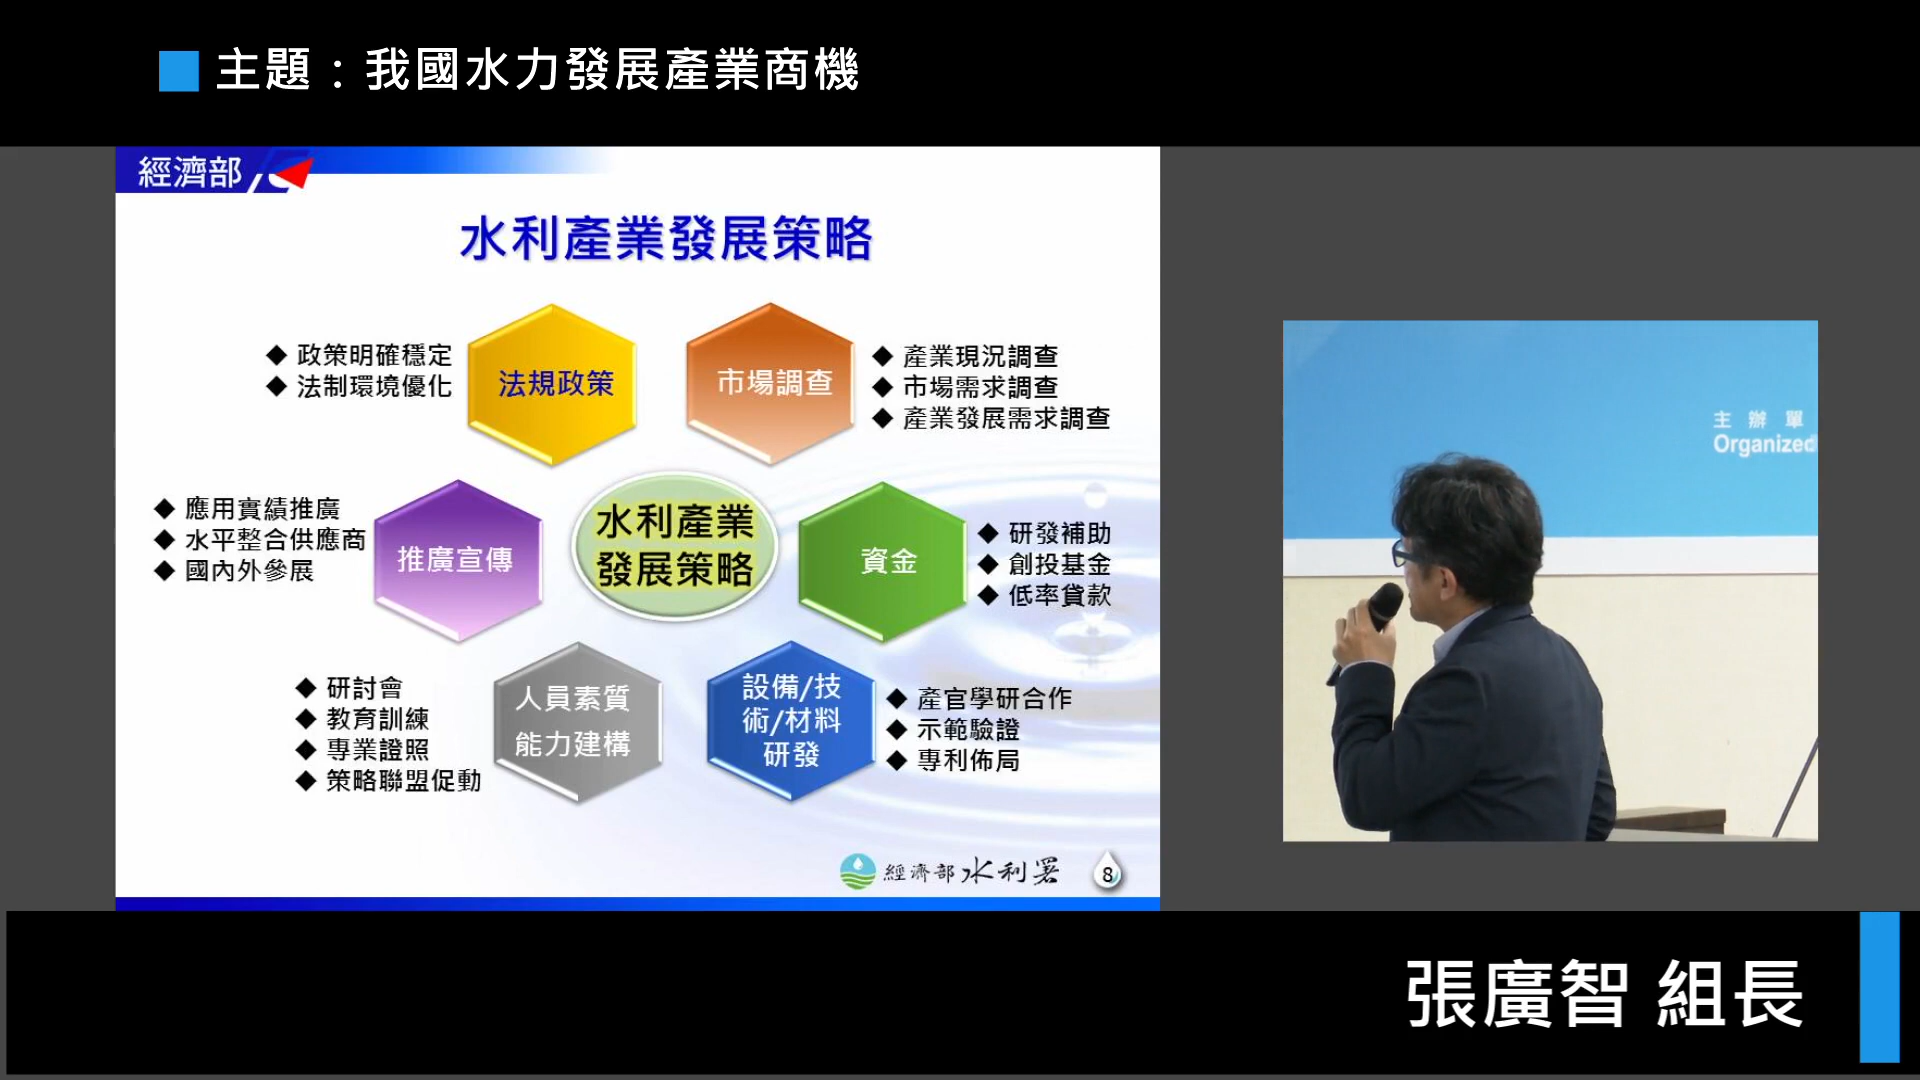 主題：我國水力發展產業商機
經濟部
水利產業發展策略
◆ 政策明確穩定
◆ 法制環境優化
法規政策
市場調查
◆ 產業現況調查
◆ 市場需求調查
◆ 產業發展需求調查
◆ 應用實績推廣
◆ 水平整合供應商
◆ 國內外參展
推廣宣傳
水利產業
發展策略
資金
◆ 研發補助
◆ 創投基金
◆ 低率貸款
◆ 研討會
◆ 教育訓練
◆ 專業證照
◆ 策略聯盟促動
人員素質
能力建構
設備/技
術/材料
研發
◆ 產官學研合作
◆ 示範驗證
◆ 專利佈局
經濟部水利署
8
主辦單
Organized
張廣智 組長